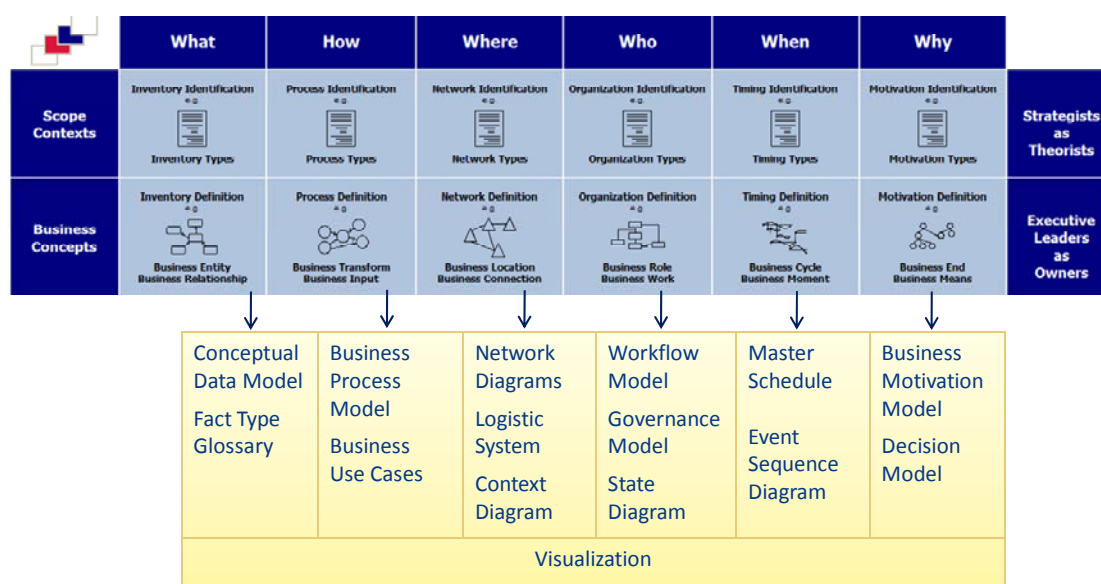 What How Where Who When Why
Scope
Contexts
Inventory Identification
e.g.
Inventory Types
Process Identification
e.g.
Process Types
Network Identification
e.g.
Network Types
Organization Identification
e.g.
Organization Types
Timing Identification
e.g.
Timing Types
Motivation Identification
e.g.
Motivation Types
Strategists
as
Theorists
Business
Concepts
Inventory Definition
e.g.
Business Entity
Business Relationship
Process Definition
e.g.
Business Transform
Business Input
Network Definition
e.g.
Business Location
Business Connection
Organization Definition
e.g.
Business Role
Business Work
Timing Definition
e.g.
Business Cycle
Business Moment
Motivation Definition
e.g.
Business End
Business Means
Executive
Leaders
as
Owners
Conceptual
Data Model
Fact Type
Glossary
Business
Process
Model
Business
Use Cases
Network
Diagrams
Logistic
System
Context
Diagram
Workflow
Model
Governance
Model
State
Diagram
Master
Schedule
Event
Sequence
Diagram
Business
Motivation
Model
Decision
Model
Visualization